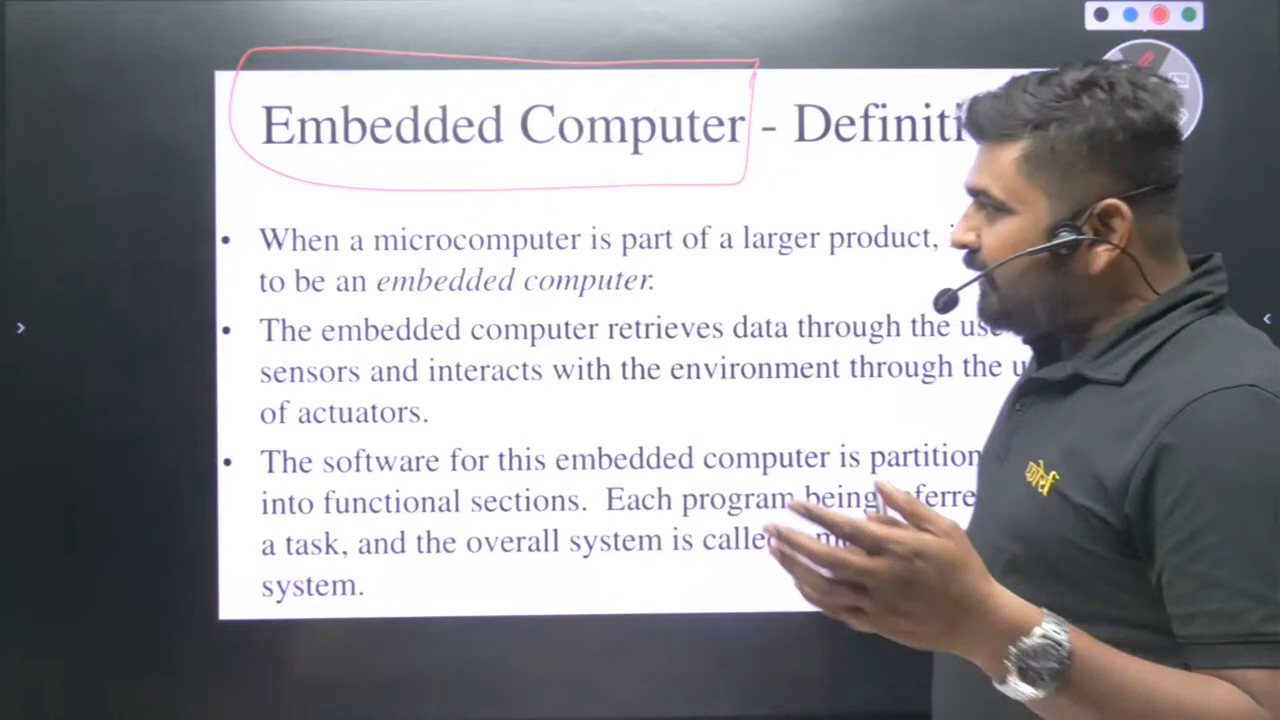 Embedded Computer - Definiti
• When a microcomputer is part of a larger product,
to be an embedded computer.
• The embedded computer retrieves data through the use
sensors and interacts with the environment through the u
of actuators.
• The software for this embedded computer is partition
into functional sections. Each program being ferre
a task, and the overall system is called m
system.